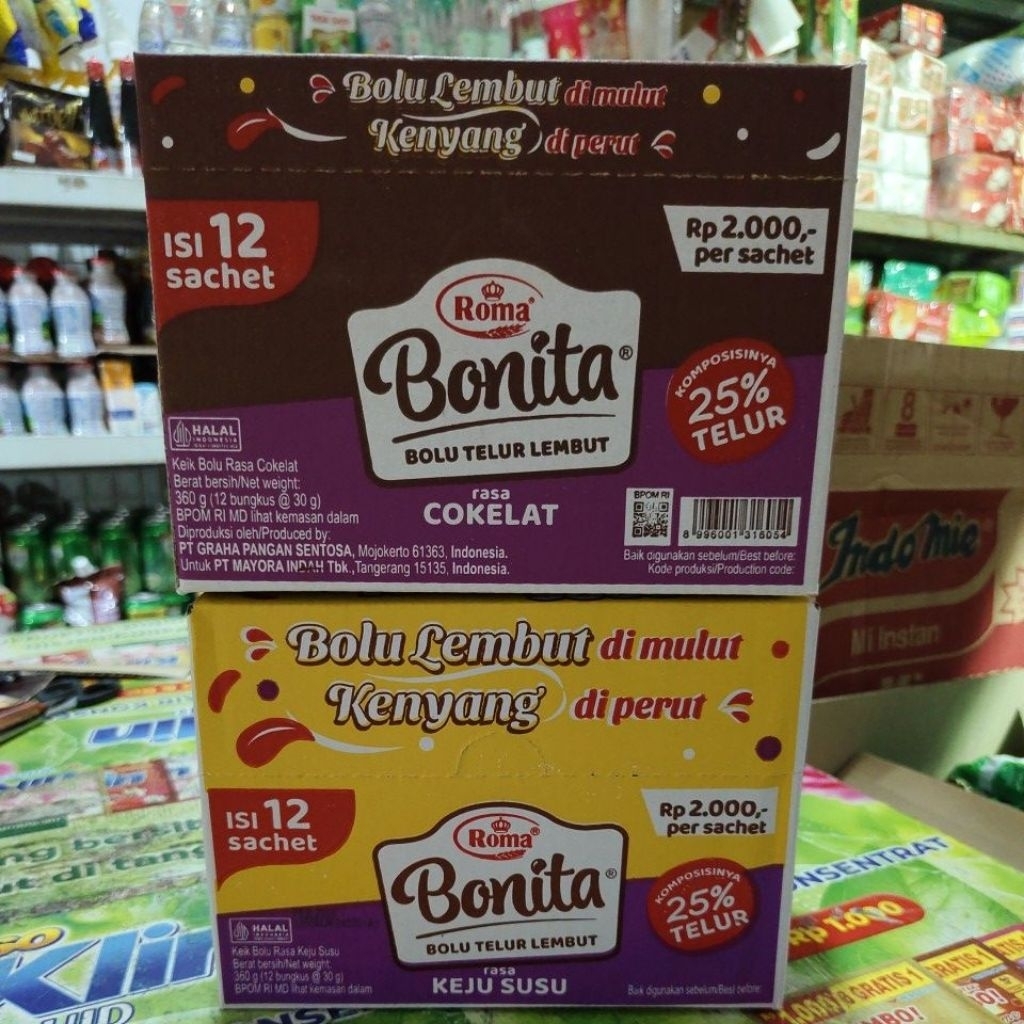 Bolu Lembut di mulut
Kenyang di perut
ISI 12
sachet
Rp 2.000,-
per sachet
Roma®
Bonita®
BOLU TELUR LEMBUT
KOMPOSISINYA
25%
TELUR
HALAL
INDONESIA
Keik Bolu Rasa Cokelat
Berat bersih/Net weight:
360 g (12 bungkus @ 30 g)
BPOM RI MD lihat kemasan dalam
Diproduksi oleh/Produced by:
PT GRAHA PANGAN SENTOSA, Mojokerto 61363, Indonesia.
Untuk PT MAYORA INDAH Tbk.,Tangerang 15135, Indonesia.
rasa
COKELAT
BPOM RI
8 996001 316054
Baik digunakan sebelum/Best before:
Kode produksi/Production code:
Indomie
Mi Instan
Bolu Lembut di mulut
Kenyang di perut
ISI 12
sachet
Rp 2.000,-
per sachet
Roma®
Bonita®
BOLU TELUR LEMBUT
KOMPOSISINYA
25%
TELUR
HALAL
INDONESIA
Keik Bolu Rasa Keju Susu
Berat bersih/Net weight:
360 g (12 bungkus @ 30 g)
BPOM RI MD lihat kemasan dalam
rasa
KEJU SUSU
Baik digunakan sebelum/Best before:
ONSENTRAT
GRATIS